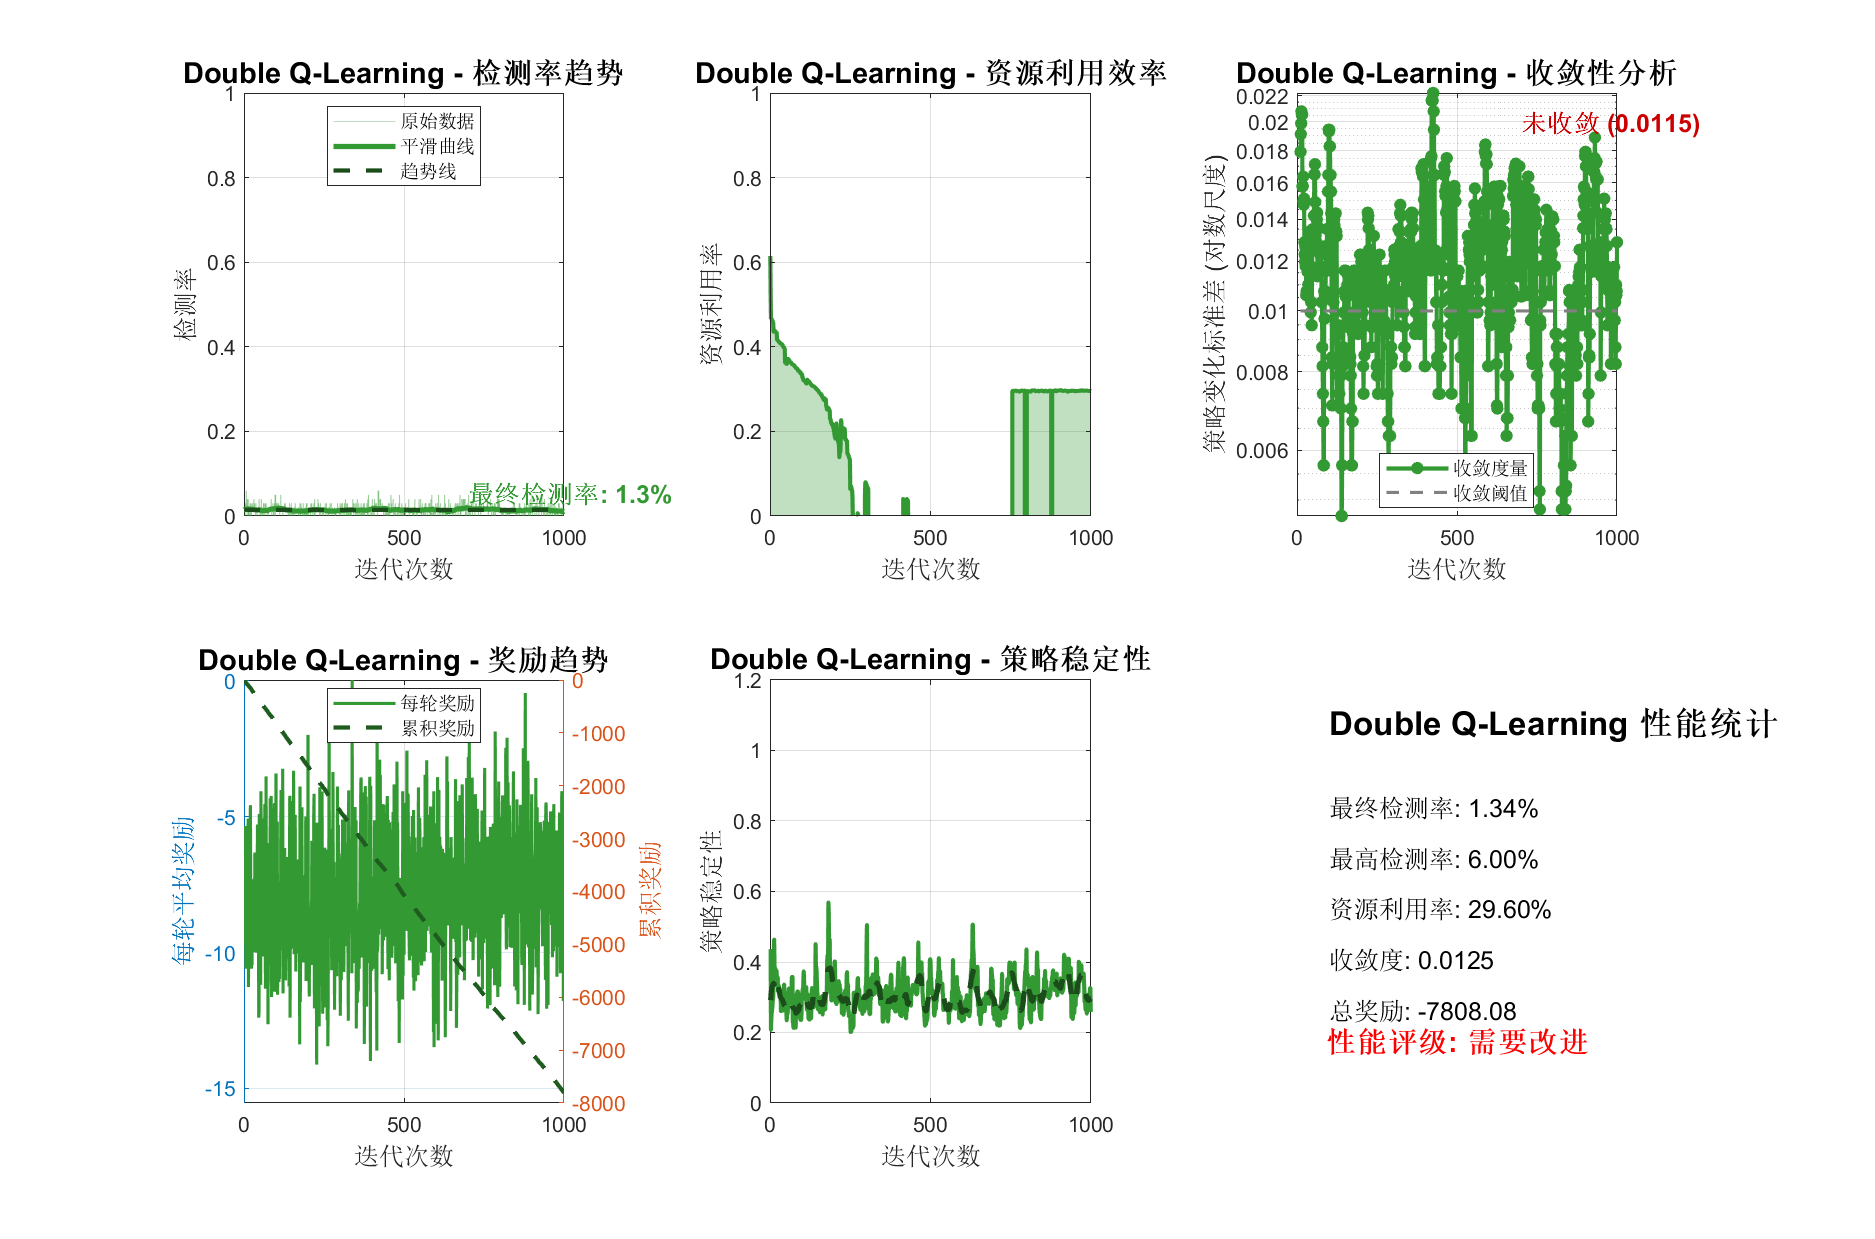 Double Q-Learning - 检测率趋势
1
0.8
0.6
0.4
0.2
0
检测率
原始数据
平滑曲线
趋势线
最终检测率: 1.3%
0
500
1000
迭代次数
Double Q-Learning - 资源利用效率
1
0.8
0.6
0.4
0.2
0
资源利用率
0
500
1000
迭代次数
Double Q-Learning - 收敛性分析
0.022
0.02
0.018
0.016
0.014
0.012
0.01
0.008
0.006
策略变化标准差 (对数尺度)
未收敛 (0.0115)
收敛度量
收敛阈值
0
500
1000
迭代次数
Double Q-Learning - 奖励趋势
0
-5
-10
-15
每轮平均奖励
每轮奖励
累积奖励
0
-1000
-2000
-3000
-4000
-5000
-6000
-7000
-8000
累积奖励
0
500
1000
迭代次数
Double Q-Learning - 策略稳定性
1.2
1
0.8
0.6
0.4
0.2
0
策略稳定性
0
500
1000
迭代次数
Double Q-Learning 性能统计
最终检测率: 1.34%
最高检测率: 6.00%
资源利用率: 29.60%
收敛度: 0.0125
总奖励: -7808.08
性能评级: 需要改进